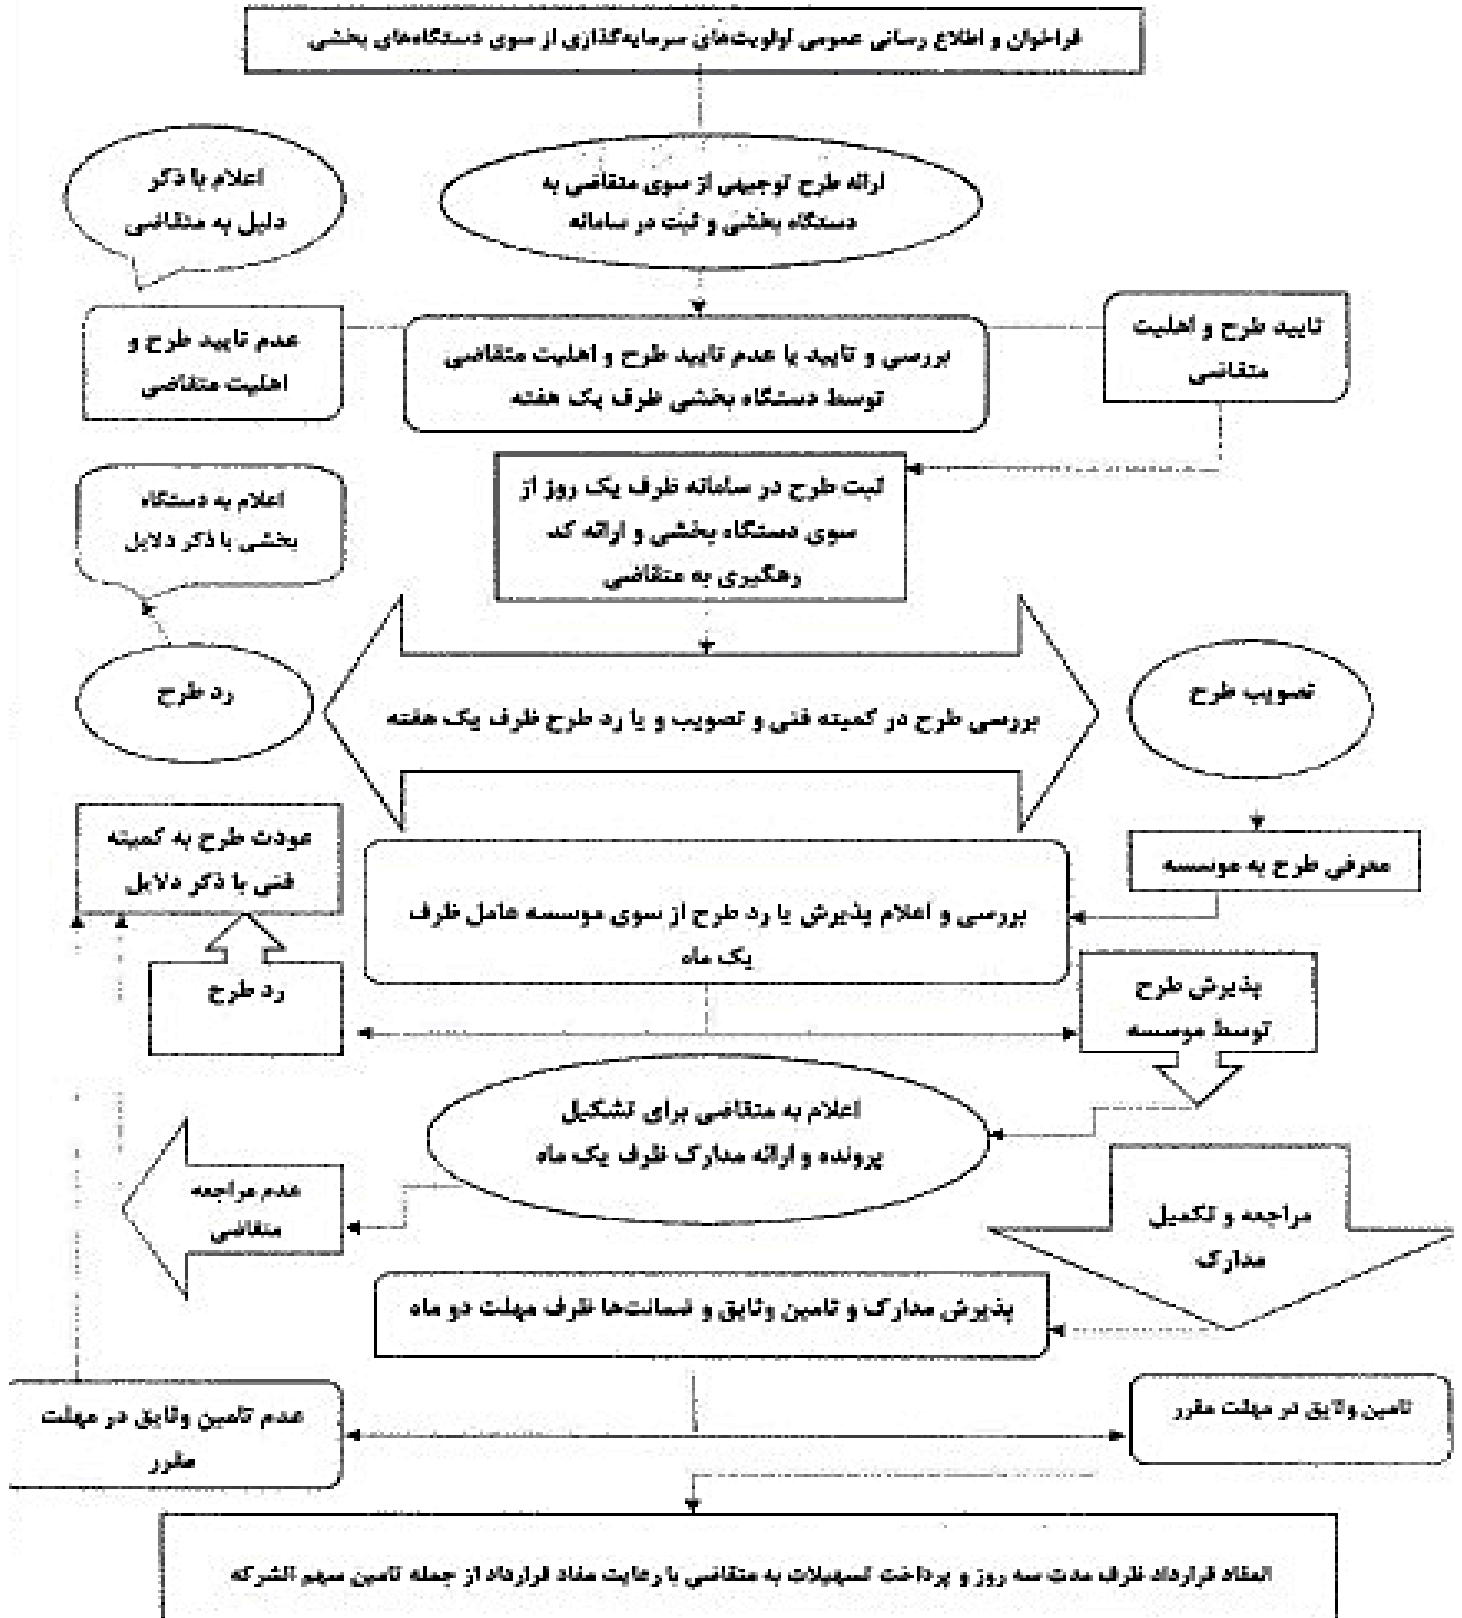 فراخوان و اطلاع رسانی عمومی اولویت‌های سرمایه‌گذاری از سوی دستگاه‌های بخشی
ارائه طرح توجیهی از سوی متقاضی به
دستگاه بخشی و ثبت در سامانه
اعلام با ذکر
دلیل به متقاضی
تایید طرح و اهلیت
متقاضی
بررسی و تایید یا عدم تایید طرح و اهلیت متقاضی
توسط دستگاه بخشی ظرف یک هفته
عدم تایید طرح و
اهلیت متقاضی
ثبت طرح در سامانه ظرف یک روز از
سوی دستگاه بخشی و ارائه کد
رهگیری به متقاضی
اعلام به دستگاه
بخشی با ذکر دلایل
تصویب طرح
بررسی طرح در کمیته فنی و تصویب و یا رد طرح ظرف یک هفته
رد طرح
معرفی طرح به موسسه
بررسی و اعلام پذیرش یا رد طرح از سوی موسسه عامل ظرف
یک ماه
عودت طرح به کمیته
فنی با ذکر دلایل
پذیرش طرح
توسط موسسه
رد طرح
اعلام به متقاضی برای تشکیل
پرونده و ارائه مدارک ظرف یک ماه
مراجعه و تکمیل
مدارک
عدم مراجعه
متقاضی
پذیرش مدارک و تامین وثایق و ضمانت‌ها ظرف مهلت دو ماه
تامین وثایق در مهلت مقرر
عدم تامین وثایق در مهلت
مقرر
انعقاد قرارداد ظرف مدت سه روز و پرداخت تسهیلات به متقاضی با رعایت مفاد قرارداد از جمله تامین سهم الشرکه